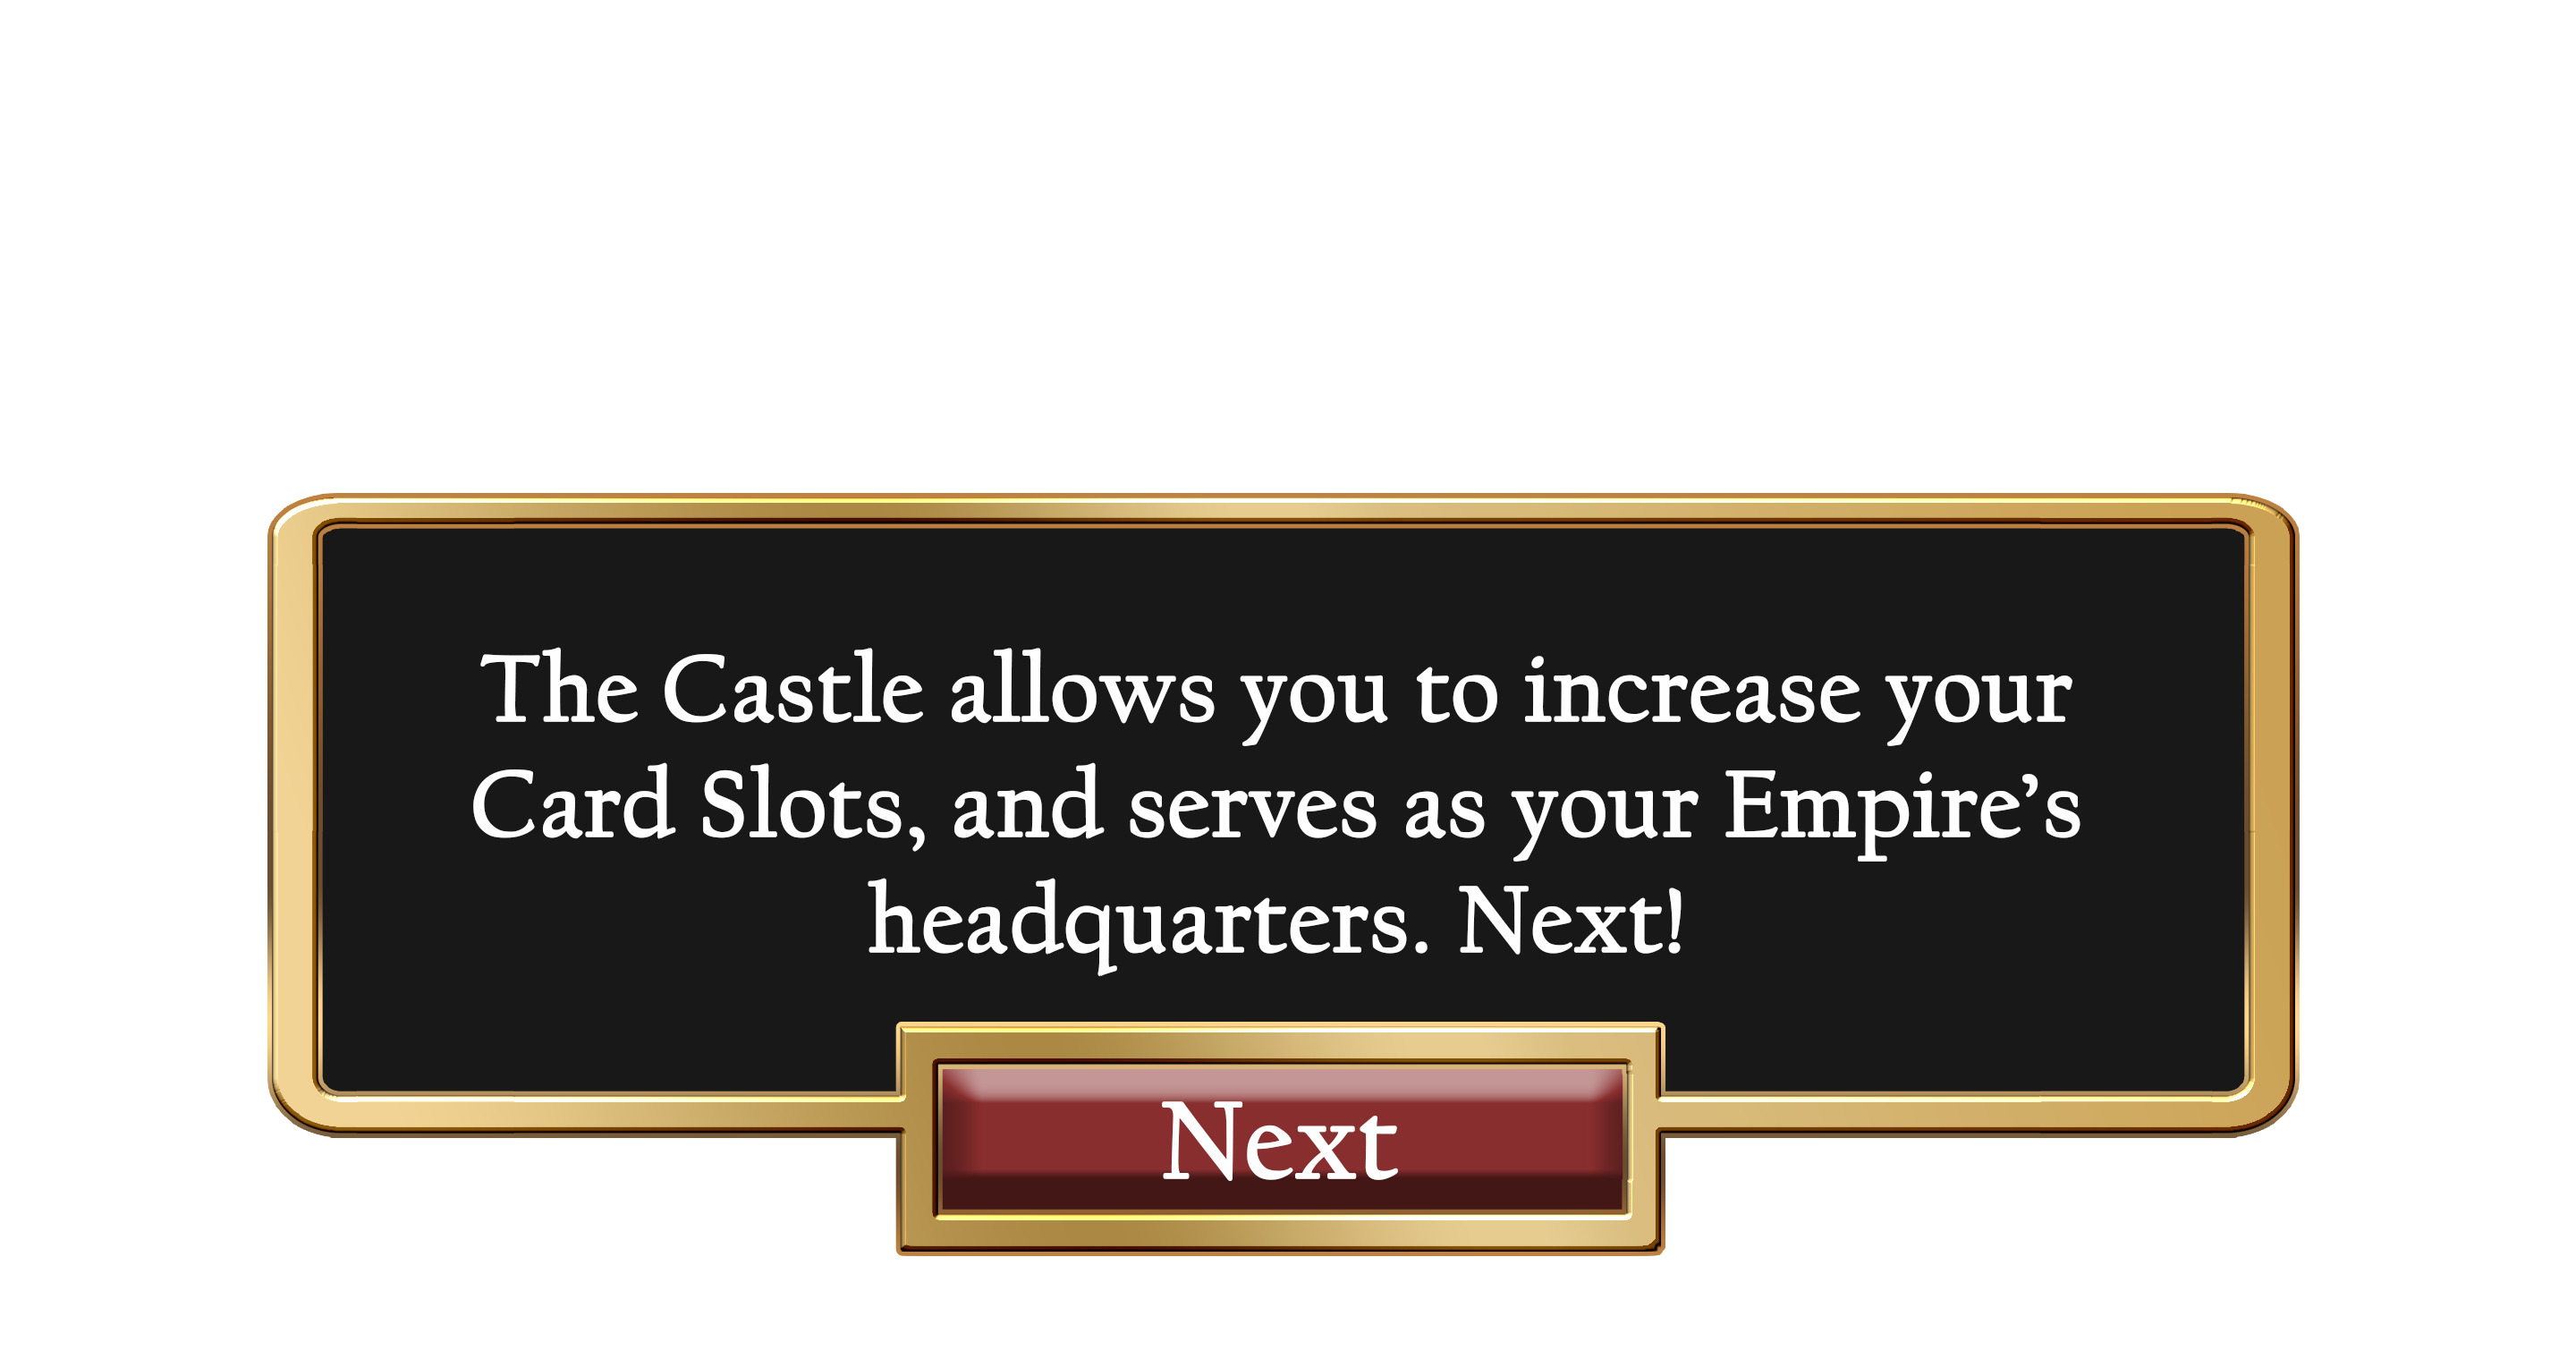 The Castle allows you to increase your
Card Slots, and serves as your Empire’s
headquarters. Next!
Next